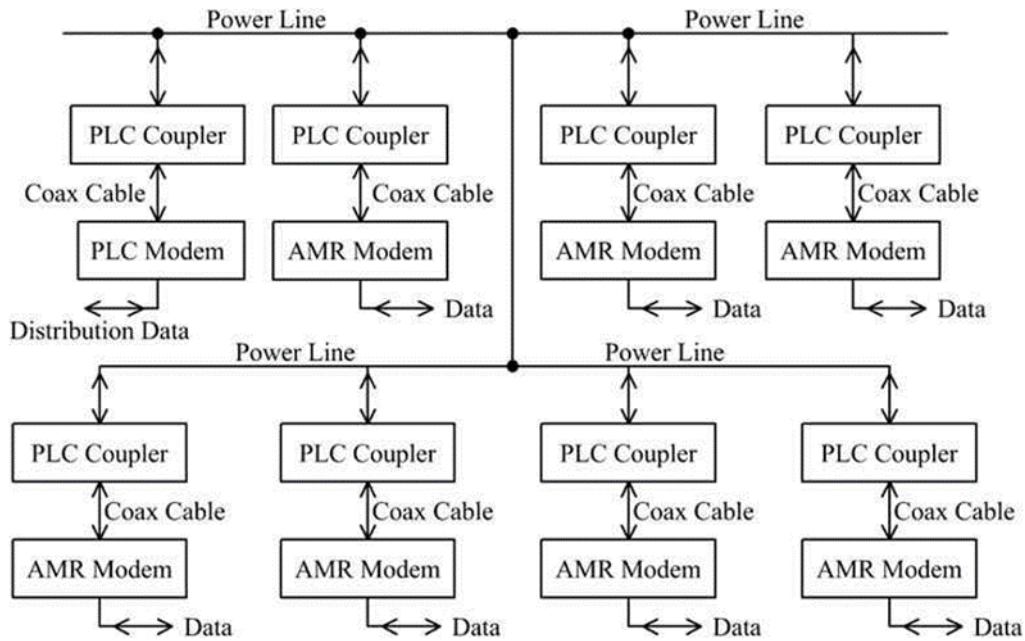 Power Line
Power Line
PLC Coupler
PLC Coupler
PLC Coupler
PLC Coupler
Coax Cable
Coax Cable
Coax Cable
Coax Cable
PLC Modem
AMR Modem
AMR Modem
AMR Modem
Data
Data
Data
Distribution Data
Power Line
Power Line
PLC Coupler
PLC Coupler
PLC Coupler
PLC Coupler
Coax Cable
Coax Cable
Coax Cable
Coax Cable
AMR Modem
AMR Modem
AMR Modem
AMR Modem
Data
Data
Data
Data